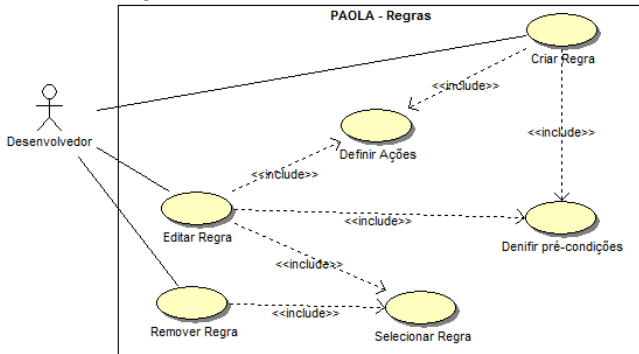 PAOLA - Regras
Criar Regra
<<include>>
<<include>>
Desenvolvedor
Definir Ações
<<include>>
Editar Regra
<<include>>
Denifir pré-condições
<<include>>
Remover Regra
<<include>>
Selecionar Regra